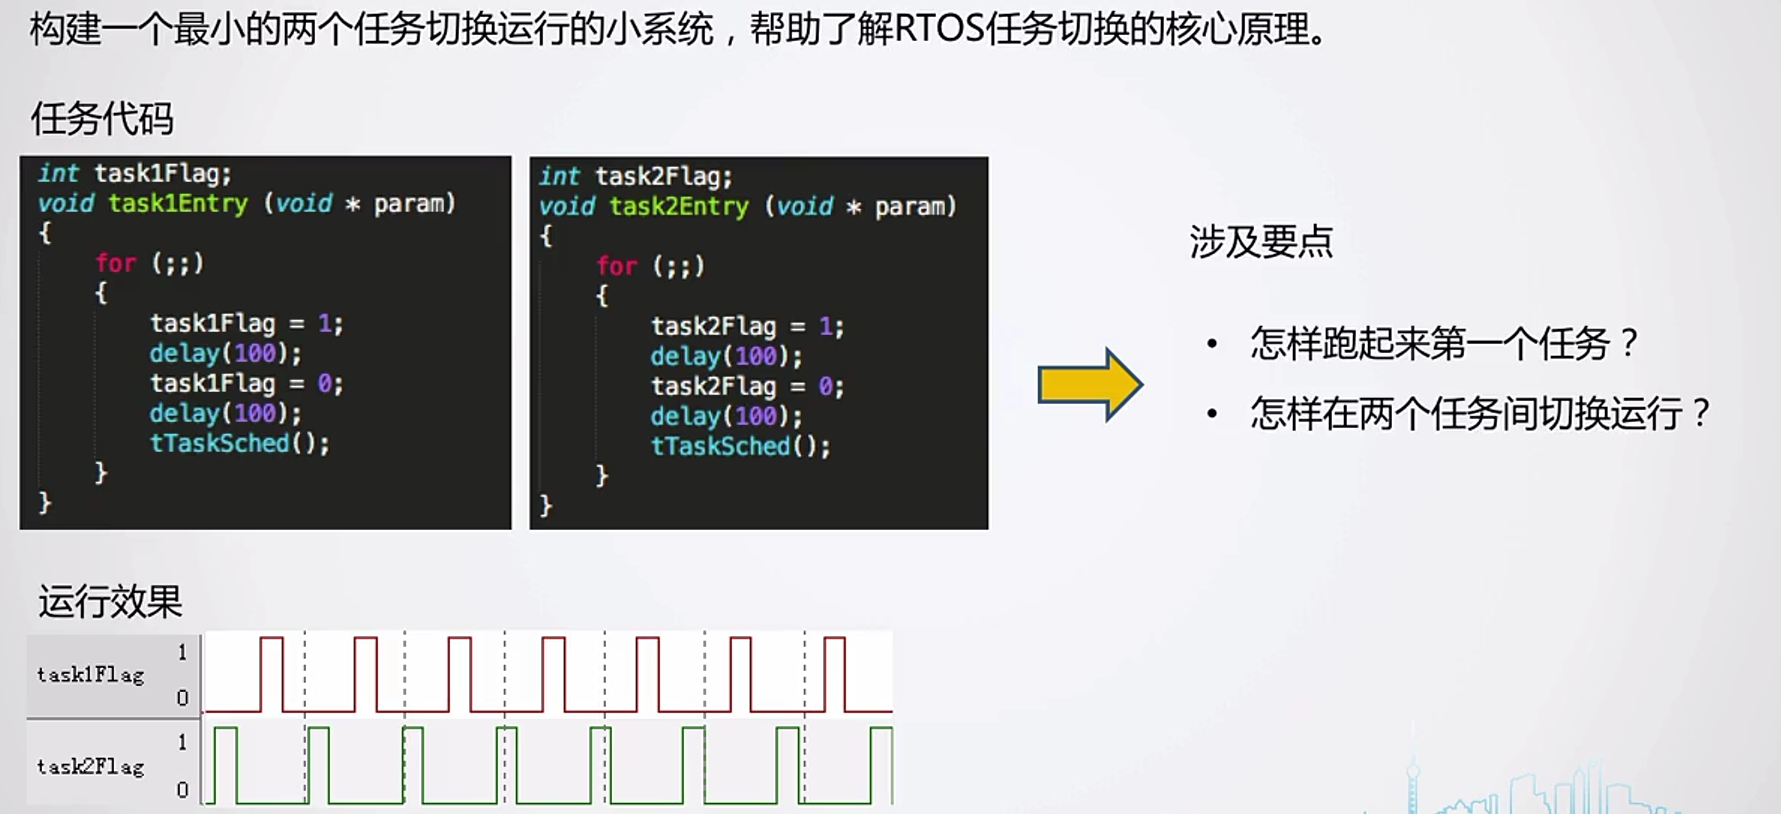 构建一个最小的两个任务切换运行的小系统，帮助了解RTOS任务切换的核心原理。
任务代码
int task1Flag;
void task1Entry (void * param)
{
for (;;)
{
task1Flag = 1;
delay(100);
task1Flag = 0;
delay(100);
tTaskSched();
}
}
int task2Flag;
void task2Entry (void * param)
{
for (;;)
{
task2Flag = 1;
delay(100);
task2Flag = 0;
delay(100);
tTaskSched();
}
}
涉及要点
• 怎样跑起来第一个任务？
• 怎样在两个任务间切换运行？
运行效果
1
task1Flag
0
1
task2Flag
0